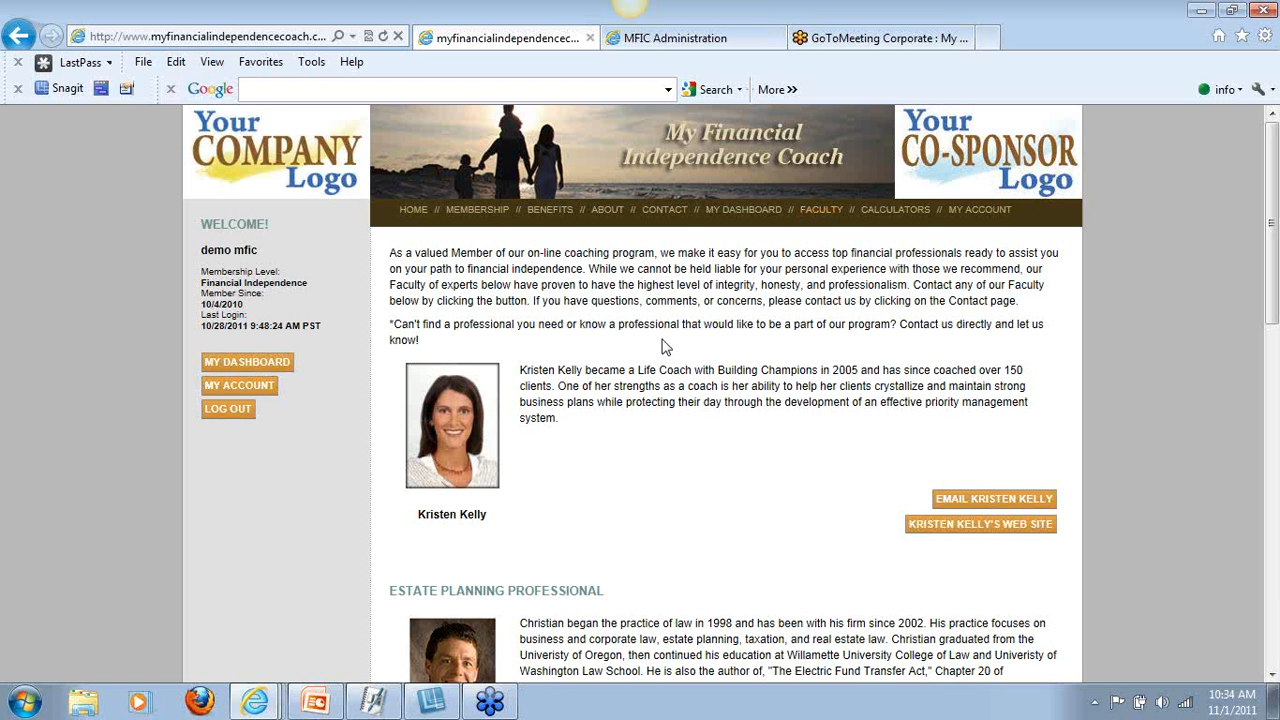 http://www.myfinancialindependencecoach.c...
myfinancialindependencec...
MFIC Administration
GoToMeeting Corporate : My ...
LastPass
File
Edit
View
Favorites
Tools
Help
Snagit
Google
Search
More
info
Your
COMPANY
Logo
My Financial
Independence Coach
Your
CO-SPONSOR
Logo
HOME // MEMBERSHIP // BENEFITS // ABOUT // CONTACT // MY DASHBOARD // FACULTY // CALCULATORS // MY ACCOUNT
WELCOME!
demo mfic
Membership Level:
Financial Independence
Member Since:
10/4/2010
Last Login:
10/28/2011 9:48:24 AM PST
MY DASHBOARD
MY ACCOUNT
LOG OUT
As a valued Member of our on-line coaching program, we make it easy for you to access top financial professionals ready to assist you
on your path to financial independence. While we cannot be held liable for your personal experience with those we recommend, our
Faculty of experts below have proven to have the highest level of integrity, honesty, and professionalism. Contact any of our Faculty
below by clicking the button. If you have questions, comments, or concerns, please contact us by clicking on the Contact page.
*Can't find a professional you need or know a professional that would like to be a part of our program? Contact us directly and let us
know!
Kristen Kelly became a Life Coach with Building Champions in 2005 and has since coached over 150
clients. One of her strengths as a coach is her ability to help her clients crystallize and maintain strong
business plans while protecting their day through the development of an effective priority management
system.
Kristen Kelly
EMAIL KRISTEN KELLY
KRISTEN KELLY'S WEB SITE
ESTATE PLANNING PROFESSIONAL
Christian began the practice of law in 1998 and has been with his firm since 2002. His practice focuses on
business and corporate law, estate planning, taxation, and real estate law. Christian graduated from the
Univeristy of Oregon, then continued his education at Willamette University College of Law and Univeristy of
Washington Law School. He is also the author of, "The Electric Fund Transfer Act," Chapter 20 of
10:34 AM
11/1/2011